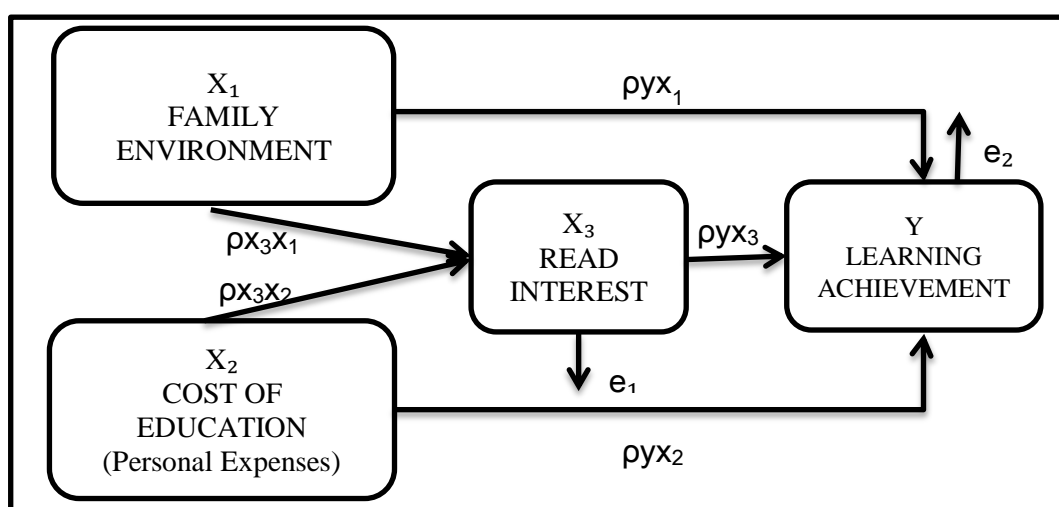 X₁
FAMILY
ENVIRONMENT
ρyx₁
e₂
ρx₃x₁
X₃
READ
INTEREST
ρyx₃
Y
LEARNING
ACHIEVEMENT
ρx₃x₂
X₂
COST OF
EDUCATION
(Personal Expenses)
e₁
ρyx₂